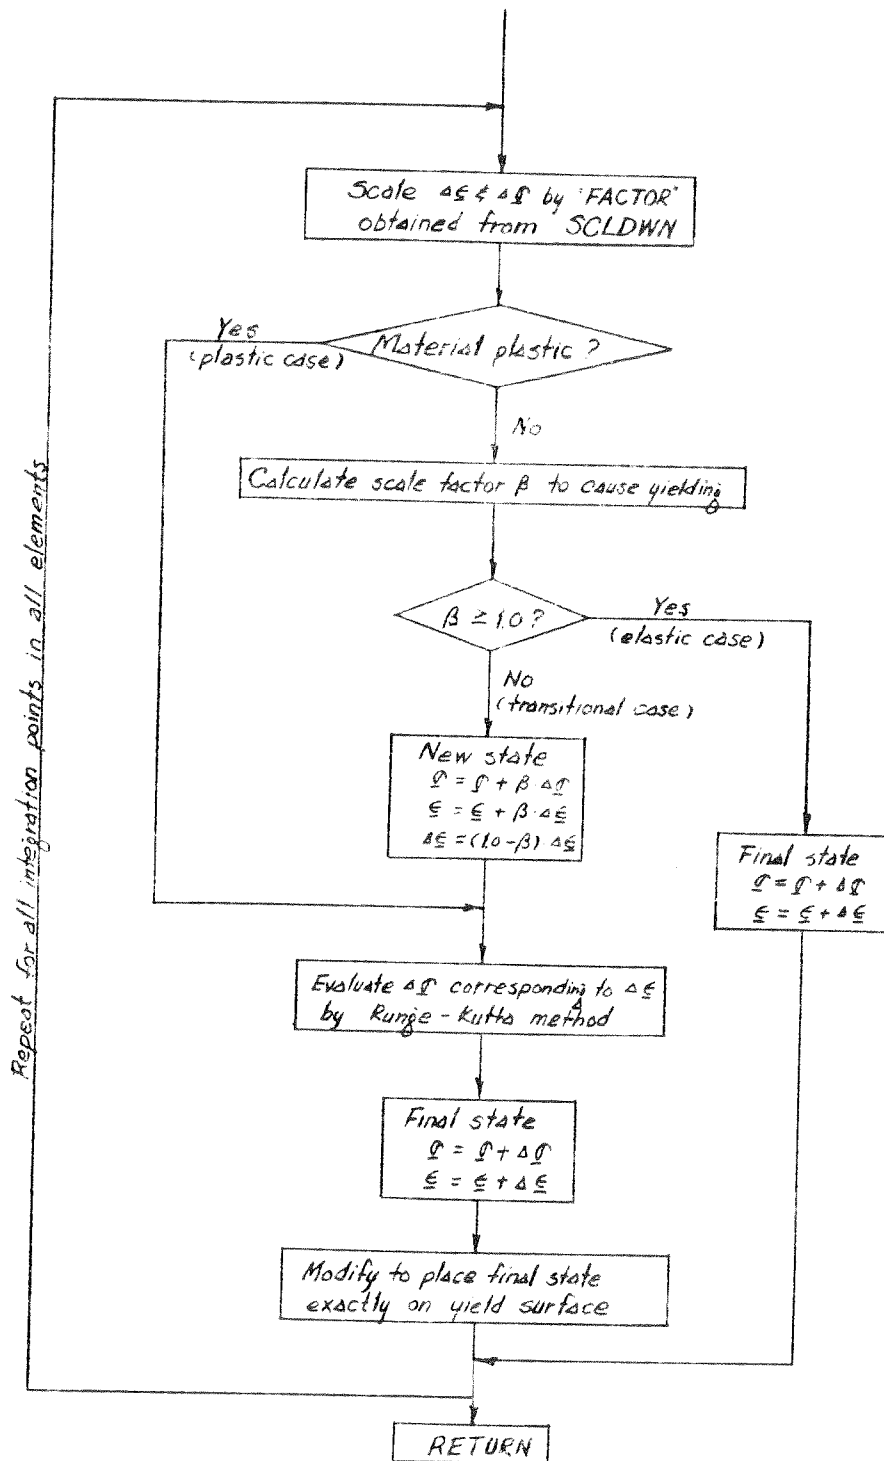 Scale Δε̲ & Δσ̲ by "FACTOR"
obtained from SCLDWN
Material plastic ?
Yes
(plastic case)
No
Calculate scale factor β to cause yielding
β ≥ 1.0 ?
Yes
(elastic case)
No
(transitional case)
New state
σ̲ = σ̲ + β·Δσ̲
ε̲ = ε̲ + β·Δε̲
Δε̲ = (1.0-β)·Δε̲
Final state
σ̲ = σ̲ + Δσ̲
ε̲ = ε̲ + Δε̲
Evaluate Δσ̲ corresponding to Δε̲
by Runge-Kutta method
Final state
σ̲ = σ̲ + Δσ̲
ε̲ = ε̲ + Δε̲
Modify to place final state
exactly on yield surface
RETURN
Repeat for all integration points in all elements